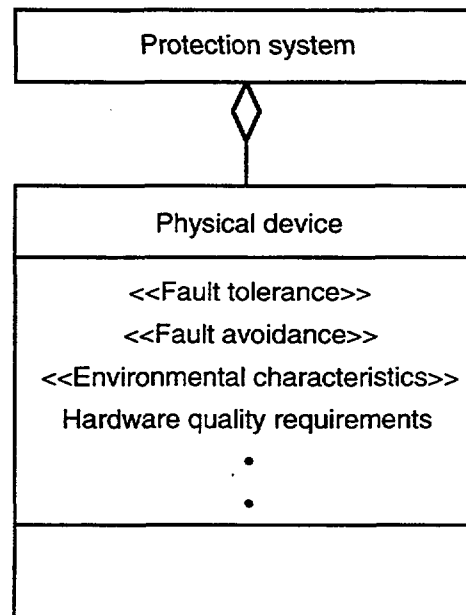 Protection system
Physical device
<<Fault tolerance>>
<<Fault avoidance>>
<<Environmental characteristics>>
Hardware quality requirements
•
•